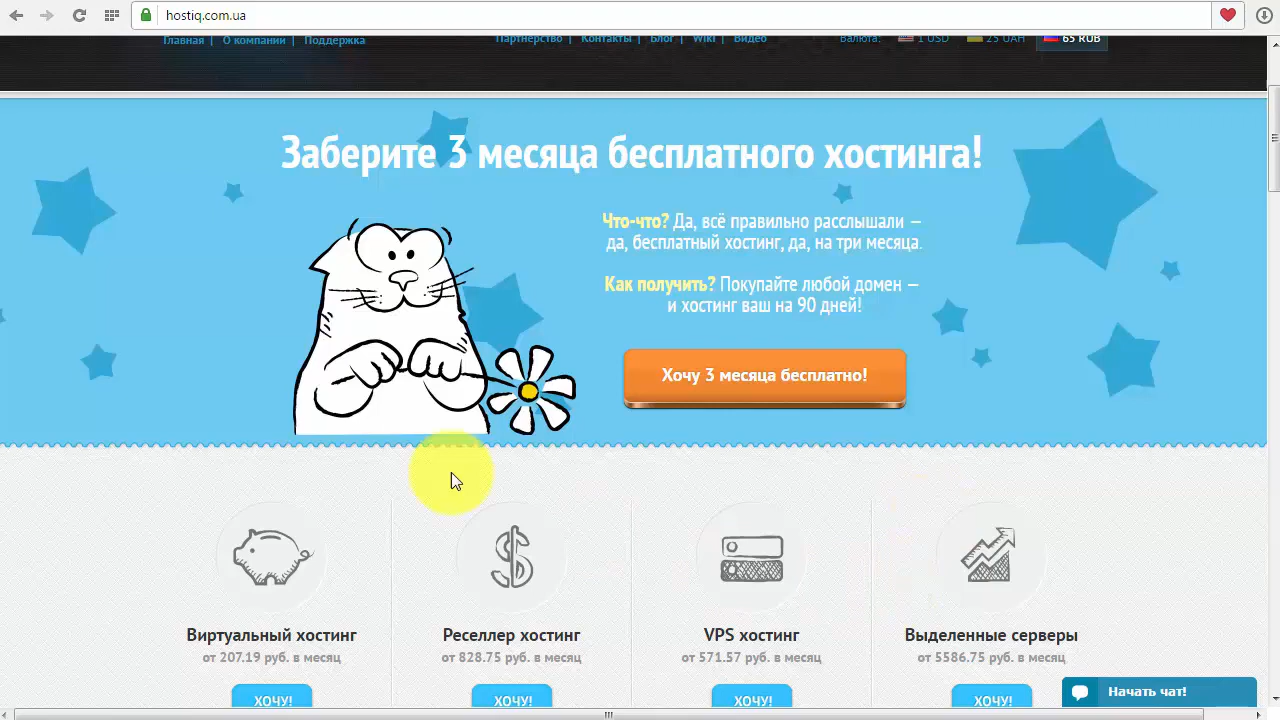 hostiq.com.ua
Главная | О компании | Поддержка
Партнерство | Контакты | Блог | Wiki | Видео
Валюта: 1 USD 25 UAH 65 RUB
Заберите 3 месяца бесплатного хостинга!
Что-что? Да, всё правильно расслышали —
да, бесплатный хостинг, да, на три месяца.
Как получить? Покупайте любой домен —
и хостинг ваш на 90 дней!
Хочу 3 месяца бесплатно!
Виртуальный хостинг
от 207.19 руб. в месяц
ХОЧУ!
Реселлер хостинг
от 828.75 руб. в месяц
ХОЧУ!
VPS хостинг
от 571.57 руб. в месяц
ХОЧУ!
Выделенные серверы
от 5586.75 руб. в месяц
ХОЧУ!
Начать чат!